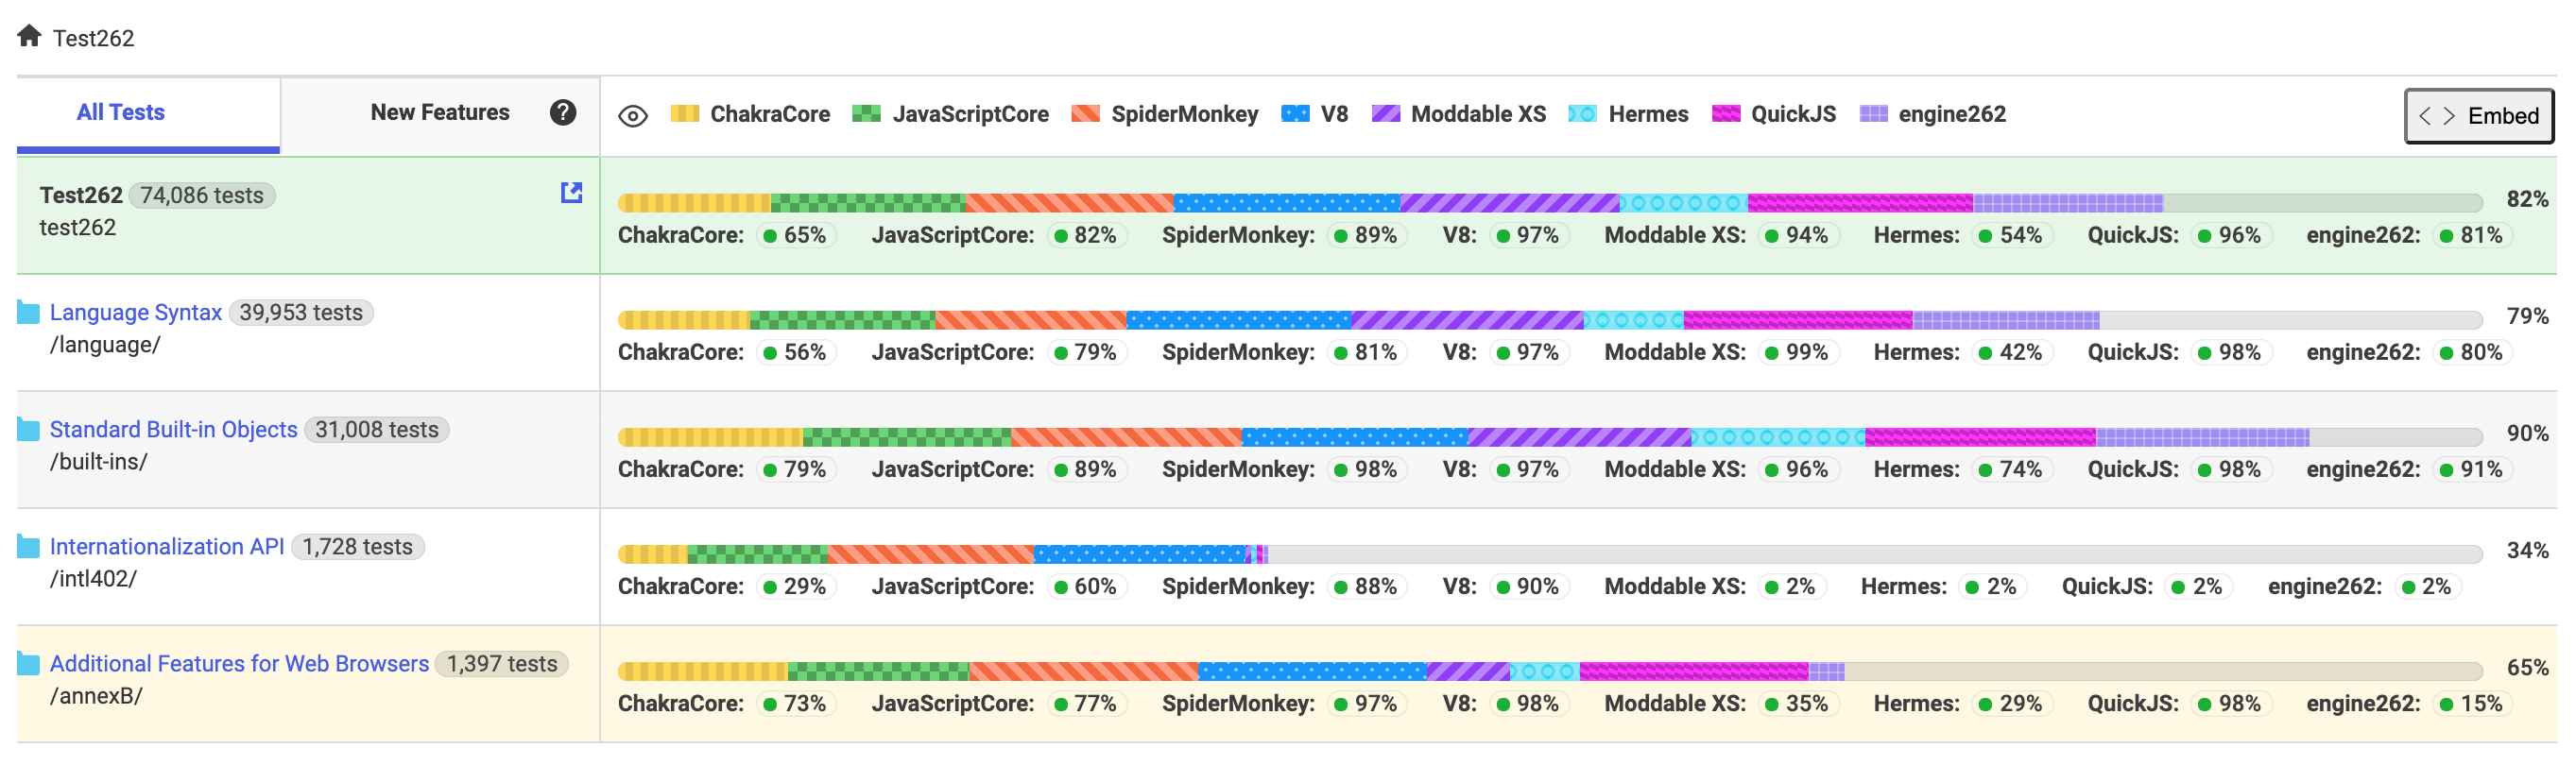 Test262
All Tests New Features ? ChakraCore JavaScriptCore SpiderMonkey V8 Moddable XS Hermes QuickJS engine262 < > Embed
Test262 74,086 tests 82%
test262 ChakraCore: 65% JavaScriptCore: 82% SpiderMonkey: 89% V8: 97% Moddable XS: 94% Hermes: 54% QuickJS: 96% engine262: 81%
Language Syntax 39,953 tests 79%
/language/ ChakraCore: 56% JavaScriptCore: 79% SpiderMonkey: 81% V8: 97% Moddable XS: 99% Hermes: 42% QuickJS: 98% engine262: 80%
Standard Built-in Objects 31,008 tests 90%
/built-ins/ ChakraCore: 79% JavaScriptCore: 89% SpiderMonkey: 98% V8: 97% Moddable XS: 96% Hermes: 74% QuickJS: 98% engine262: 91%
Internationalization API 1,728 tests 34%
/intl402/ ChakraCore: 29% JavaScriptCore: 60% SpiderMonkey: 88% V8: 90% Moddable XS: 2% Hermes: 2% QuickJS: 2% engine262: 2%
Additional Features for Web Browsers 1,397 tests 65%
/annexB/ ChakraCore: 73% JavaScriptCore: 77% SpiderMonkey: 97% V8: 98% Moddable XS: 35% Hermes: 29% QuickJS: 98% engine262: 15%